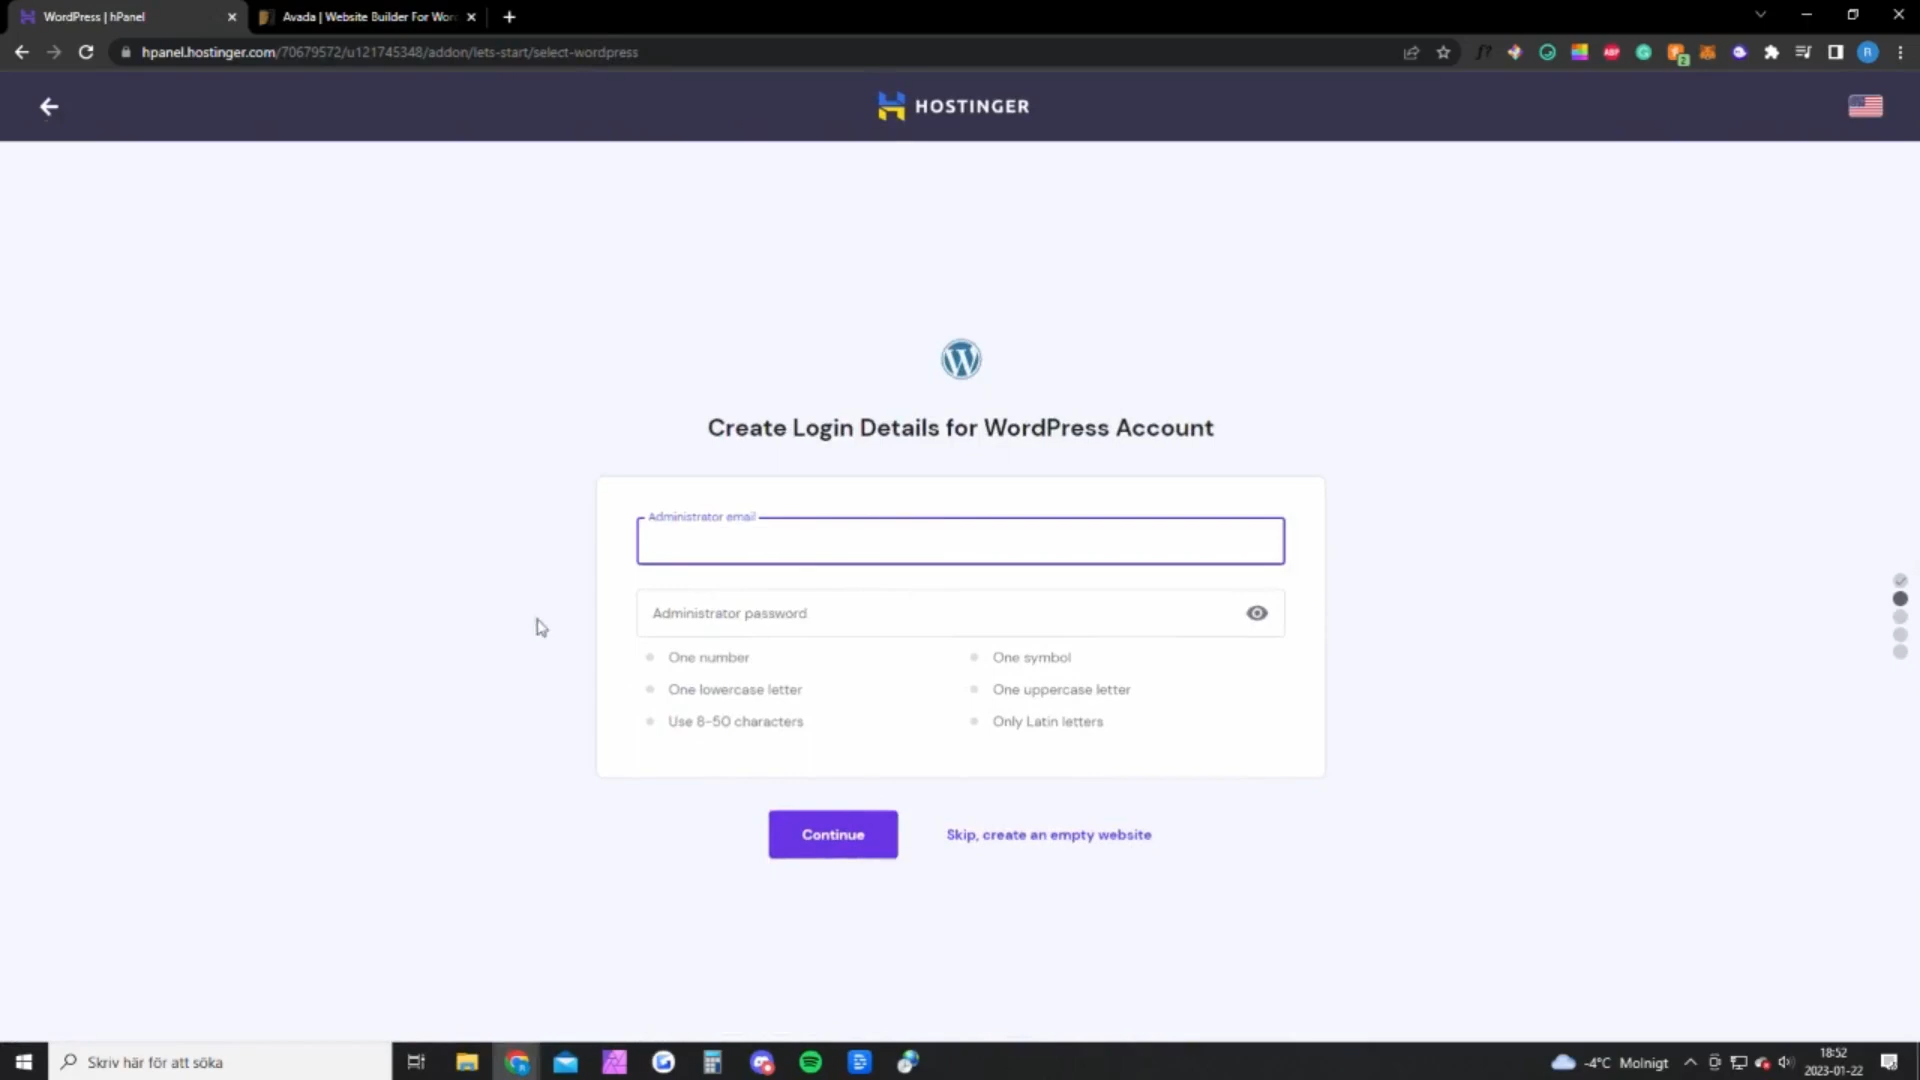 WordPress | hPanel
Avada | Website Builder For Wor
hpanel.hostinger.com/70679572/u121745348/addon/lets-start/select-wordpress
HOSTINGER
Create Login Details for WordPress Account
Administrator email
Administrator password
One number
One symbol
One lowercase letter
One uppercase letter
Use 8-50 characters
Only Latin letters
Continue
Skip, create an empty website
Skriv här för att söka
-4°C Molnigt
18:52
2023-01-22